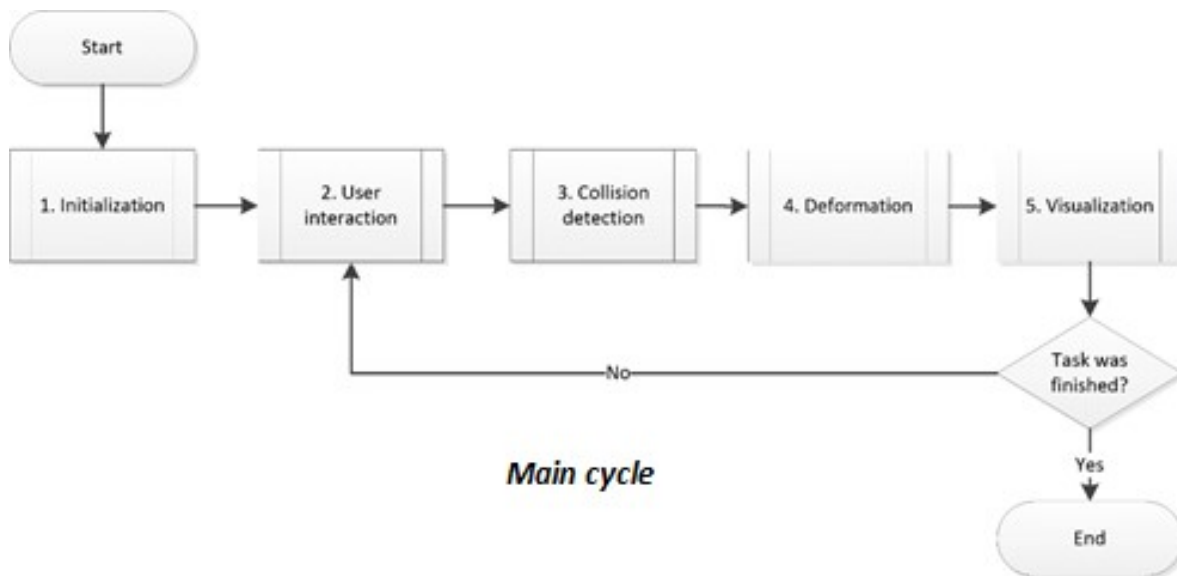 Start
1. Initialization
2. User
interaction
3. Collision
detection
4. Deformation
5. Visualization
Task was
finished?
No
Main cycle
Yes
End